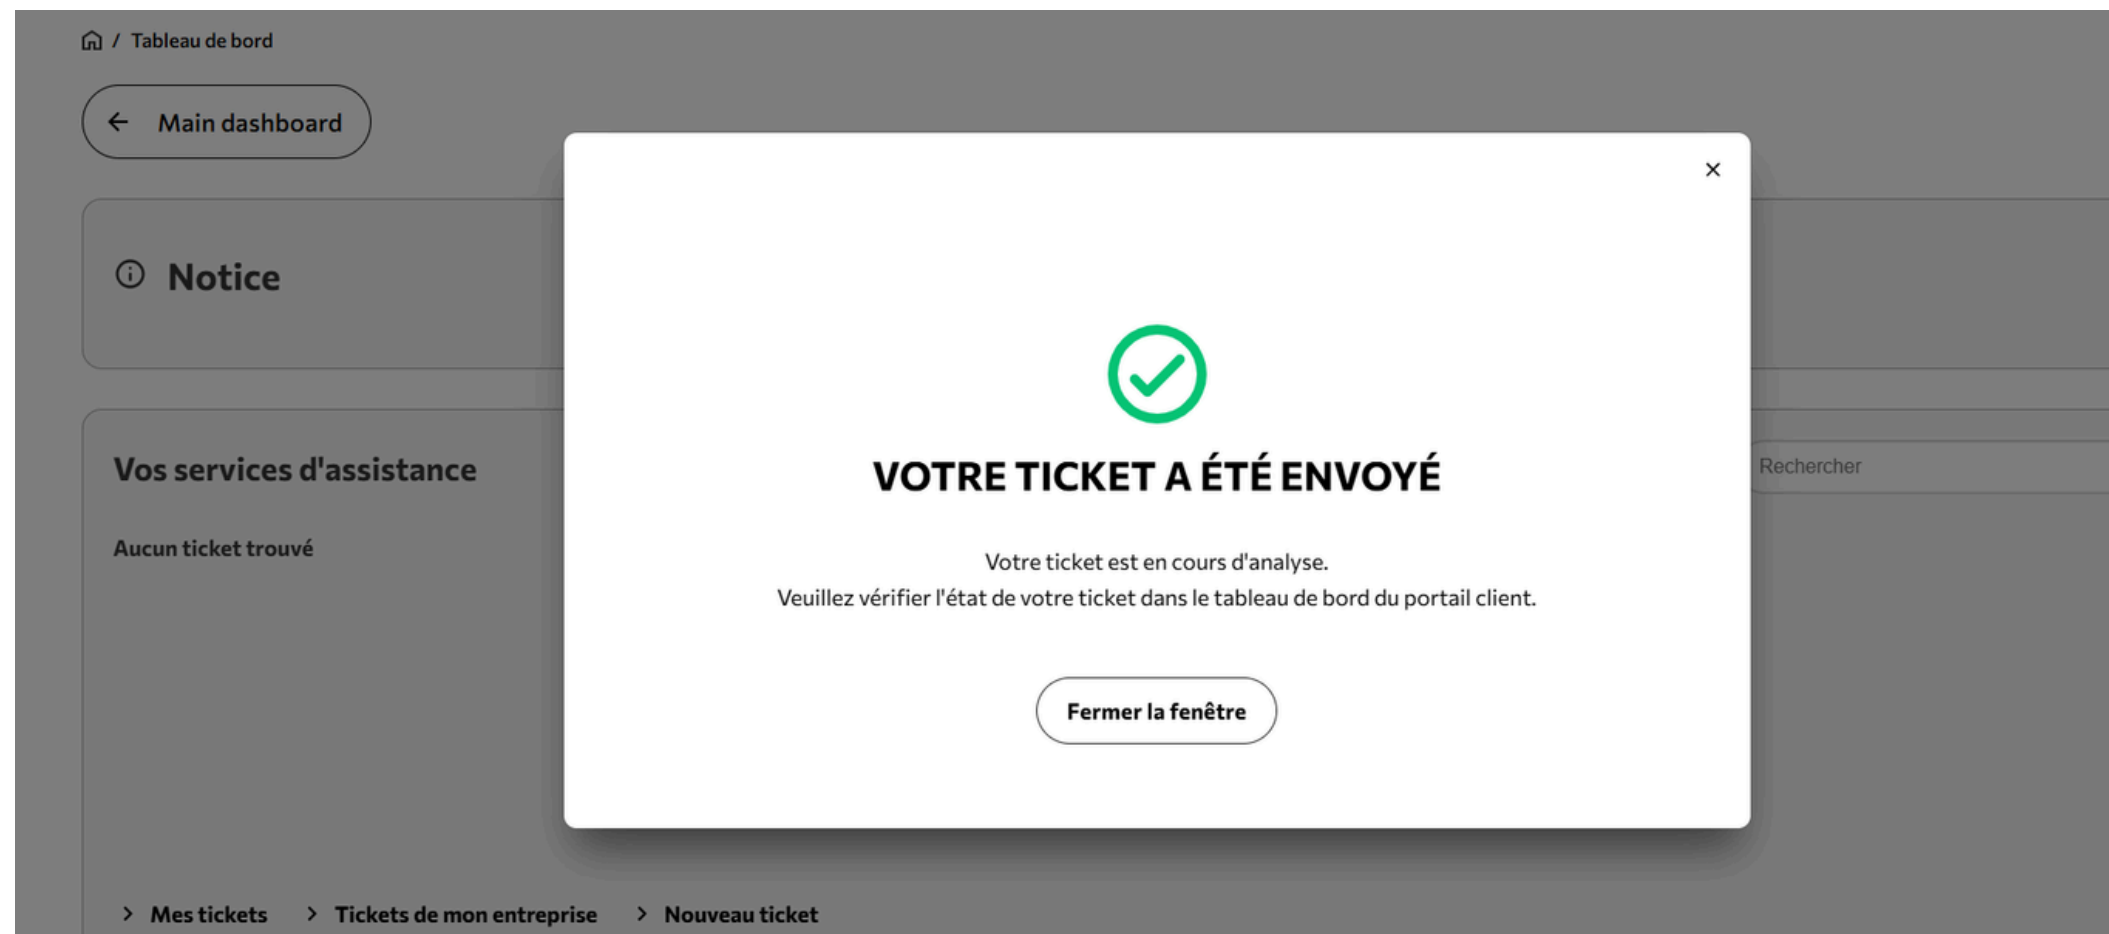 / Tableau de bord
Main dashboard
Notice
Vos services d'assistance
Rechercher
Aucun ticket trouvé
VOTRE TICKET A ÉTÉ ENVOYÉ
Votre ticket est en cours d'analyse.
Veuillez vérifier l'état de votre ticket dans le tableau de bord du portail client.
Fermer la fenêtre
Mes tickets Tickets de mon entreprise Nouveau ticket